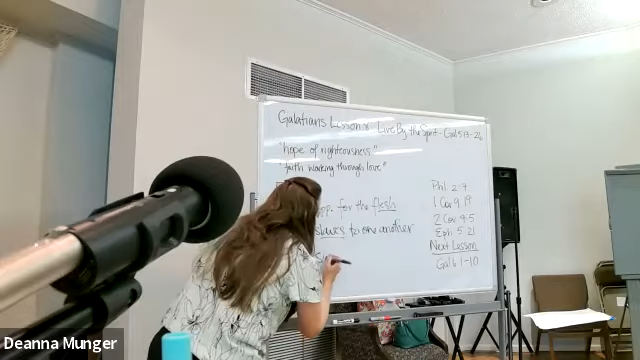 Galatians Lesson 8 - Live By the Spirit - Gal 5:13-26
"hope of righteousness"
"faith working through love"
for the flesh
slaves to one another
Phil. 2:7
1 Cor 9:19
2 Cor 4:5
Eph 5:21
Next Lesson
Gal 6:1-10
Deanna Munger